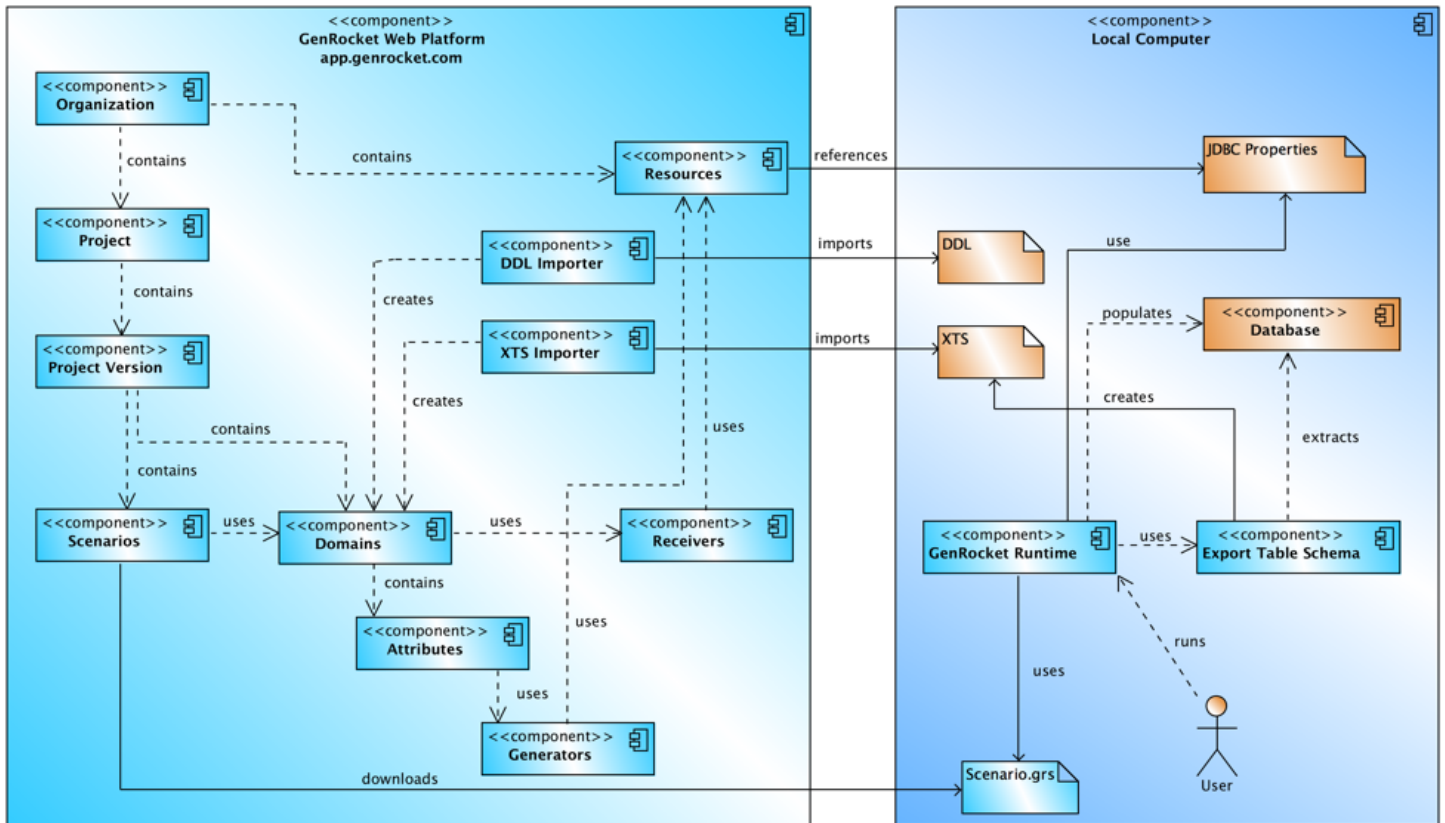 <<component>>
GenRocket Web Platform
app.genrocket.com
<<component>>
Organization
contains
contains
<<component>>
Resources
references
<<component>>
Project
<<component>>
DDL Importer
imports
contains
creates
<<component>>
Project Version
<<component>>
XTS Importer
imports
creates
contains
uses
contains
<<component>>
Scenarios
uses
<<component>>
Domains
uses
<<component>>
Receivers
contains
<<component>>
Attributes
uses
uses
<<component>>
Generators
downloads
<<component>>
Local Computer
JDBC Properties
use
DDL
populates
<<component>>
Database
XTS
creates
extracts
<<component>>
GenRocket Runtime
uses
<<component>>
Export Table Schema
runs
uses
Scenario.grs
User